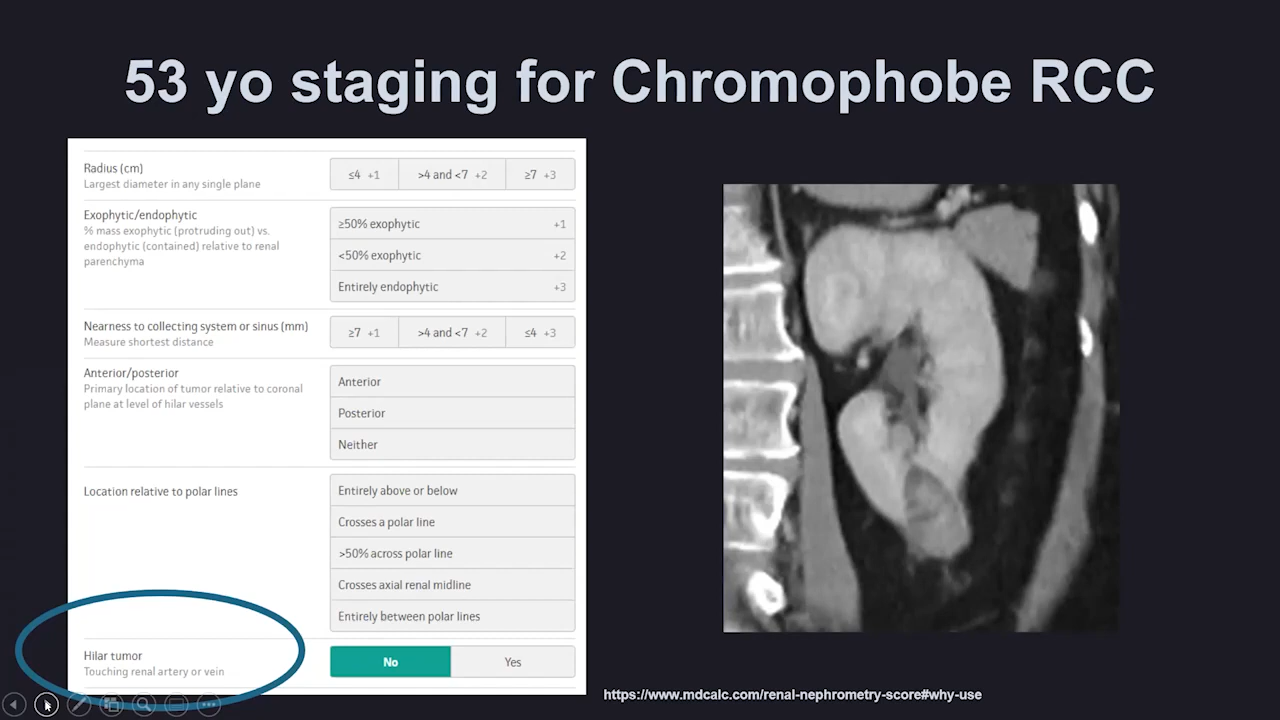 53 yo staging for Chromophobe RCC
Radius (cm)
Largest diameter in any single plane
≤4 +1
>4 and <7 +2
≥7 +3
Exophytic/endophytic
% mass exophytic (protruding out) vs.
endophytic (contained) relative to renal
parenchyma
≥50% exophytic +1
<50% exophytic +2
Entirely endophytic +3
Nearness to collecting system or sinus (mm)
Measure shortest distance
≥7 +1
>4 and <7 +2
≤4 +3
Anterior/posterior
Primary location of tumor relative to coronal
plane at level of hilar vessels
Anterior
Posterior
Neither
Location relative to polar lines
Entirely above or below
Crosses a polar line
>50% across polar line
Crosses axial renal midline
Entirely between polar lines
Hilar tumor
Touching renal artery or vein
No
Yes
https://www.mdcalc.com/renal-nephrometry-score#why-use